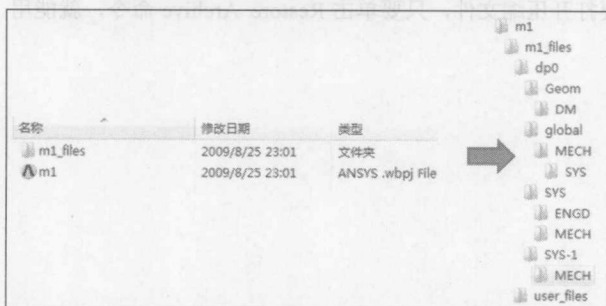 名称 修改日期 类型
m1_files 2009/8/25 23:01 文件夹
m1 2009/8/25 23:01 ANSYS .wbpj File
m1
m1_files
dp0
Geom
DM
global
MECH
SYS
SYS
ENGD
MECH
SYS-1
MECH
user_files